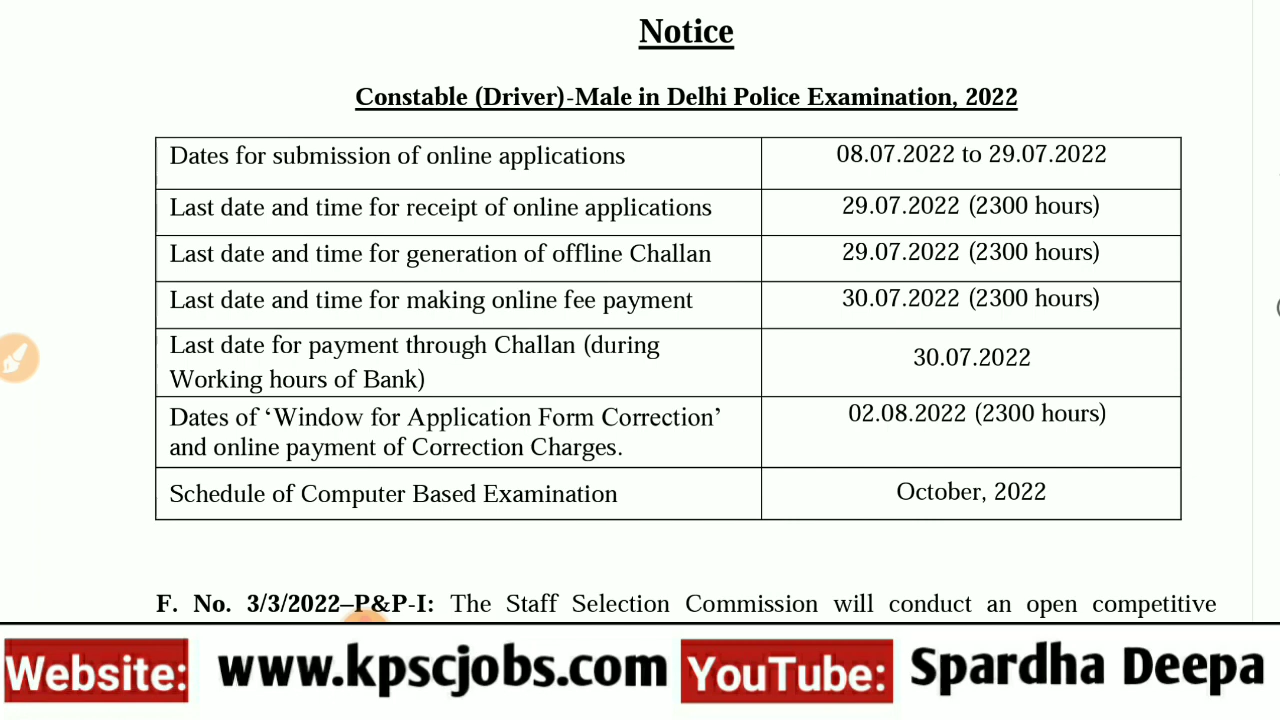 Notice
Constable (Driver)-Male in Delhi Police Examination, 2022
Dates for submission of online applications
08.07.2022 to 29.07.2022
Last date and time for receipt of online applications
29.07.2022 (2300 hours)
Last date and time for generation of offline Challan
29.07.2022 (2300 hours)
Last date and time for making online fee payment
30.07.2022 (2300 hours)
Last date for payment through Challan (during
Working hours of Bank)
30.07.2022
Dates of ‘Window for Application Form Correction’
and online payment of Correction Charges.
02.08.2022 (2300 hours)
Schedule of Computer Based Examination
October, 2022
F. No. 3/3/2022–P&P-I: The Staff Selection Commission will conduct an open competitive
Website: www.kpscjobs.com YouTube: Spardha Deepa